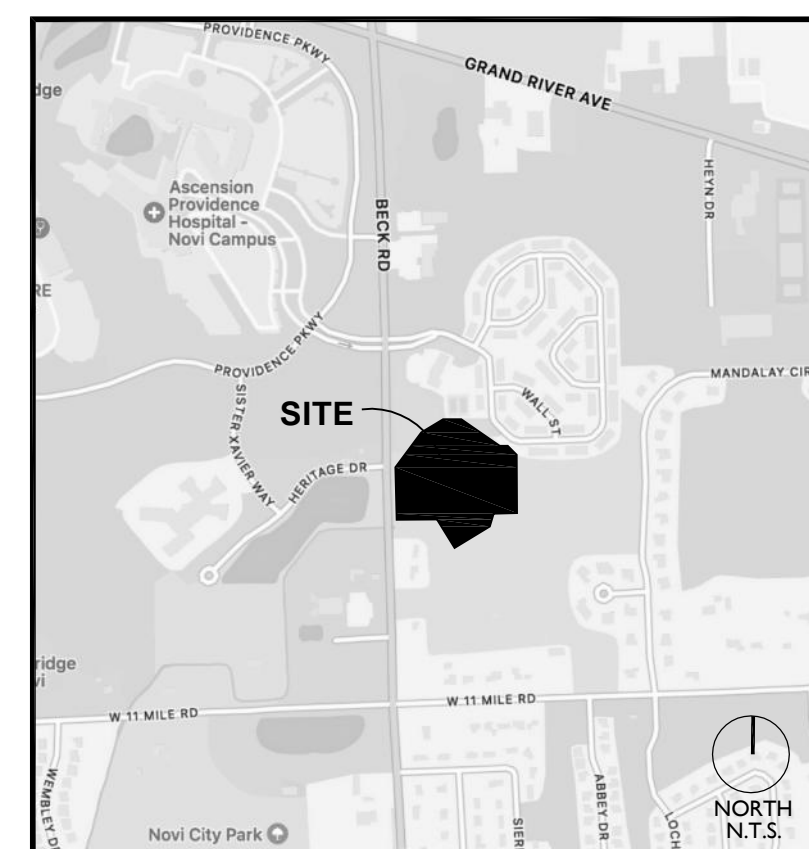 PROVIDENCE PKWY
GRAND RIVER AVE
dge
HEYN DR
Ascension
Providence
Hospital -
Novi Campus
BECK RD
RE
PROVIDENCE PKWY
MANDALAY CIR
SISTER XAVIER WAY
WALL ST
SITE
HERITAGE DR
ridge
vi
W 11 MILE RD
W 11 MILE RD
WEMBLEY D
ABBEY DR
LOCH
SIER
NORTH
N.T.S.
Novi City Park